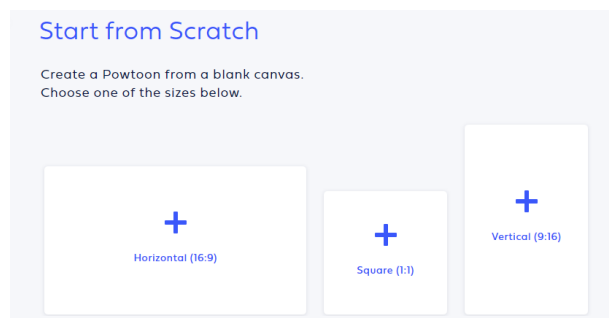 Start from Scratch
Create a Powtoon from a blank canvas.
Choose one of the sizes below.
Horizontal (16:9)
Square (1:1)
Vertical (9:16)